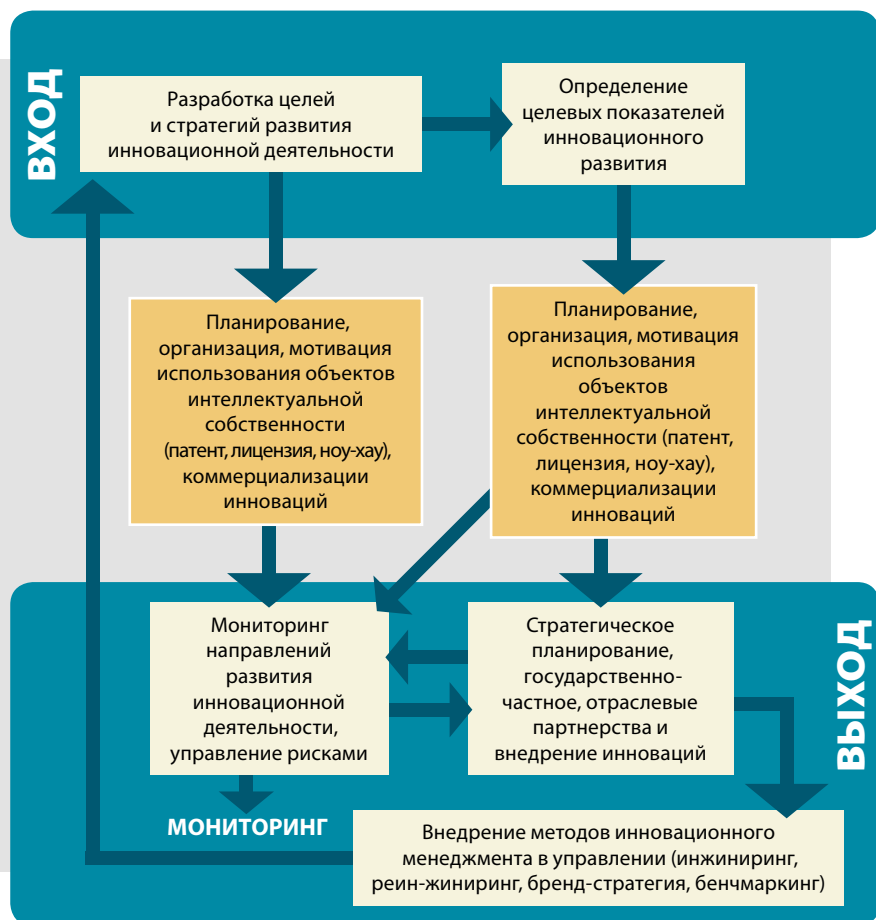 ВХОД
Разработка целей
и стратегий развития
инновационной деятельности
Определение
целевых показателей
инновационного
развития
Планирование,
организация, мотивация
использования объектов
интеллектуальной
собственности
(патент, лицензия, ноу-хау),
коммерциализации
инноваций
Планирование,
организация, мотивация
использования
объектов
интеллектуальной
собственности (патент,
лицензия, ноу-хау),
коммерциализации
инноваций
Мониторинг
направлений
развития
инновационной
деятельности,
управление рисками
Стратегическое
планирование,
государственно-
частное, отраслевые
партнерства и
внедрение инноваций
ВЫХОД
МОНИТОРИНГ
Внедрение методов инновационного
менеджмента в управлении (инжиниринг,
реин-жиниринг, бренд-стратегия, бенчмаркинг)